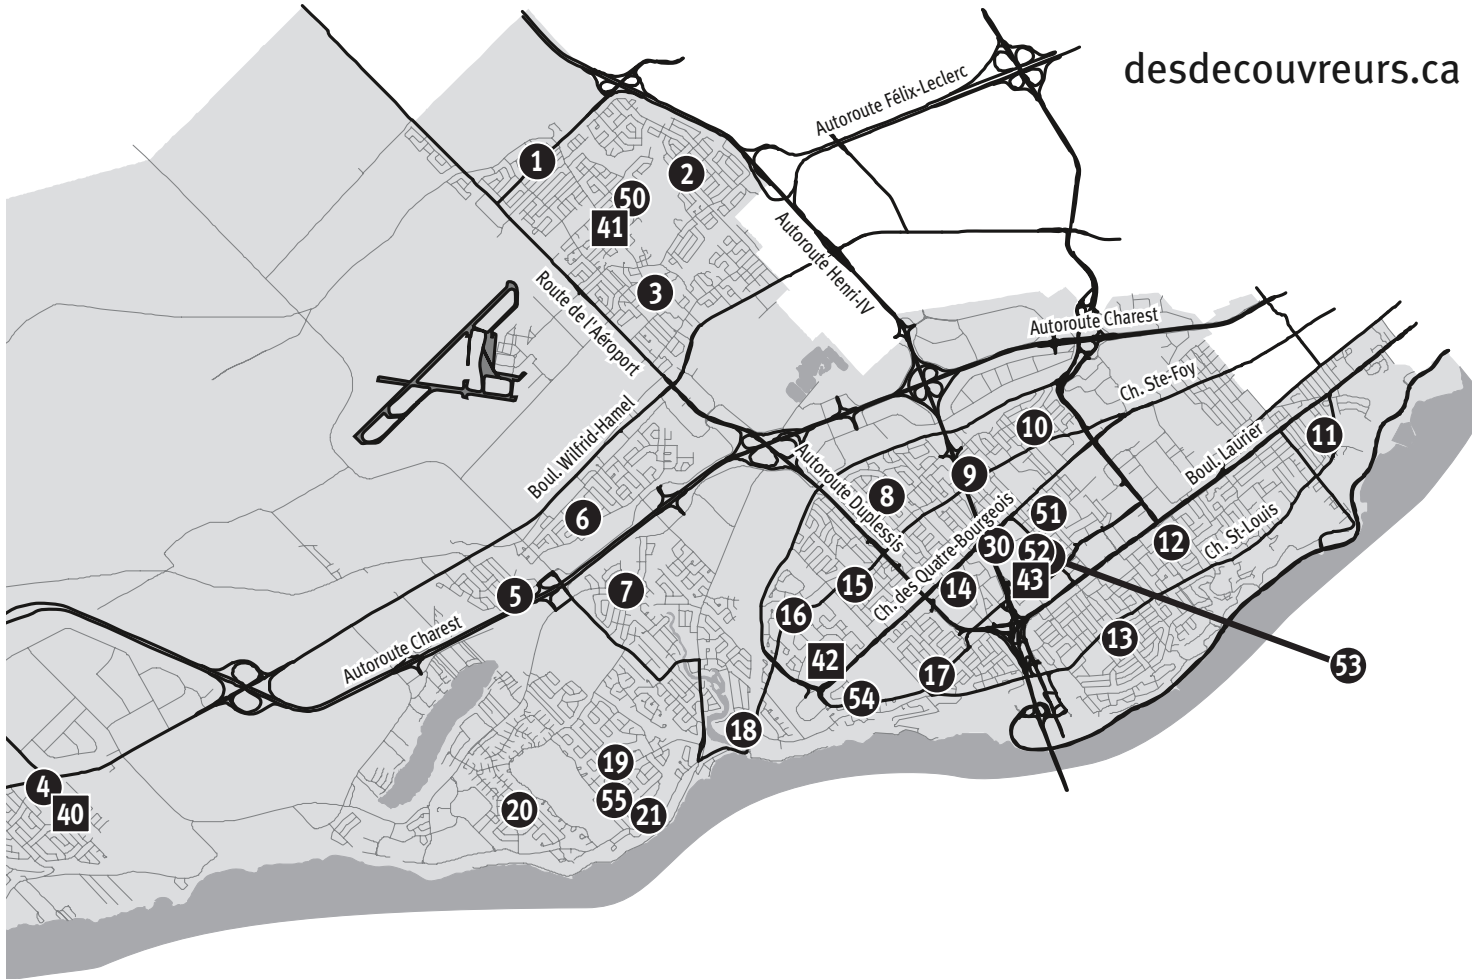 desdecouvreurs.ca
Autoroute Félix-Leclerc
1
2
50
41
Autoroute Henri-IV
3
Route de l'Aéroport
Autoroute Charest
Ch. Ste-Foy
Boul. Wilfrid-Hamel
10
11
Boul. Laurier
Autoroute Duplessis
9
8
6
51
Ch. des Quatre-Bourgeois
Ch. St-Louis
30
52
12
43
5
7
15
14
16
Autoroute Charest
13
42
53
17
54
18
19
4
40
55
20
21